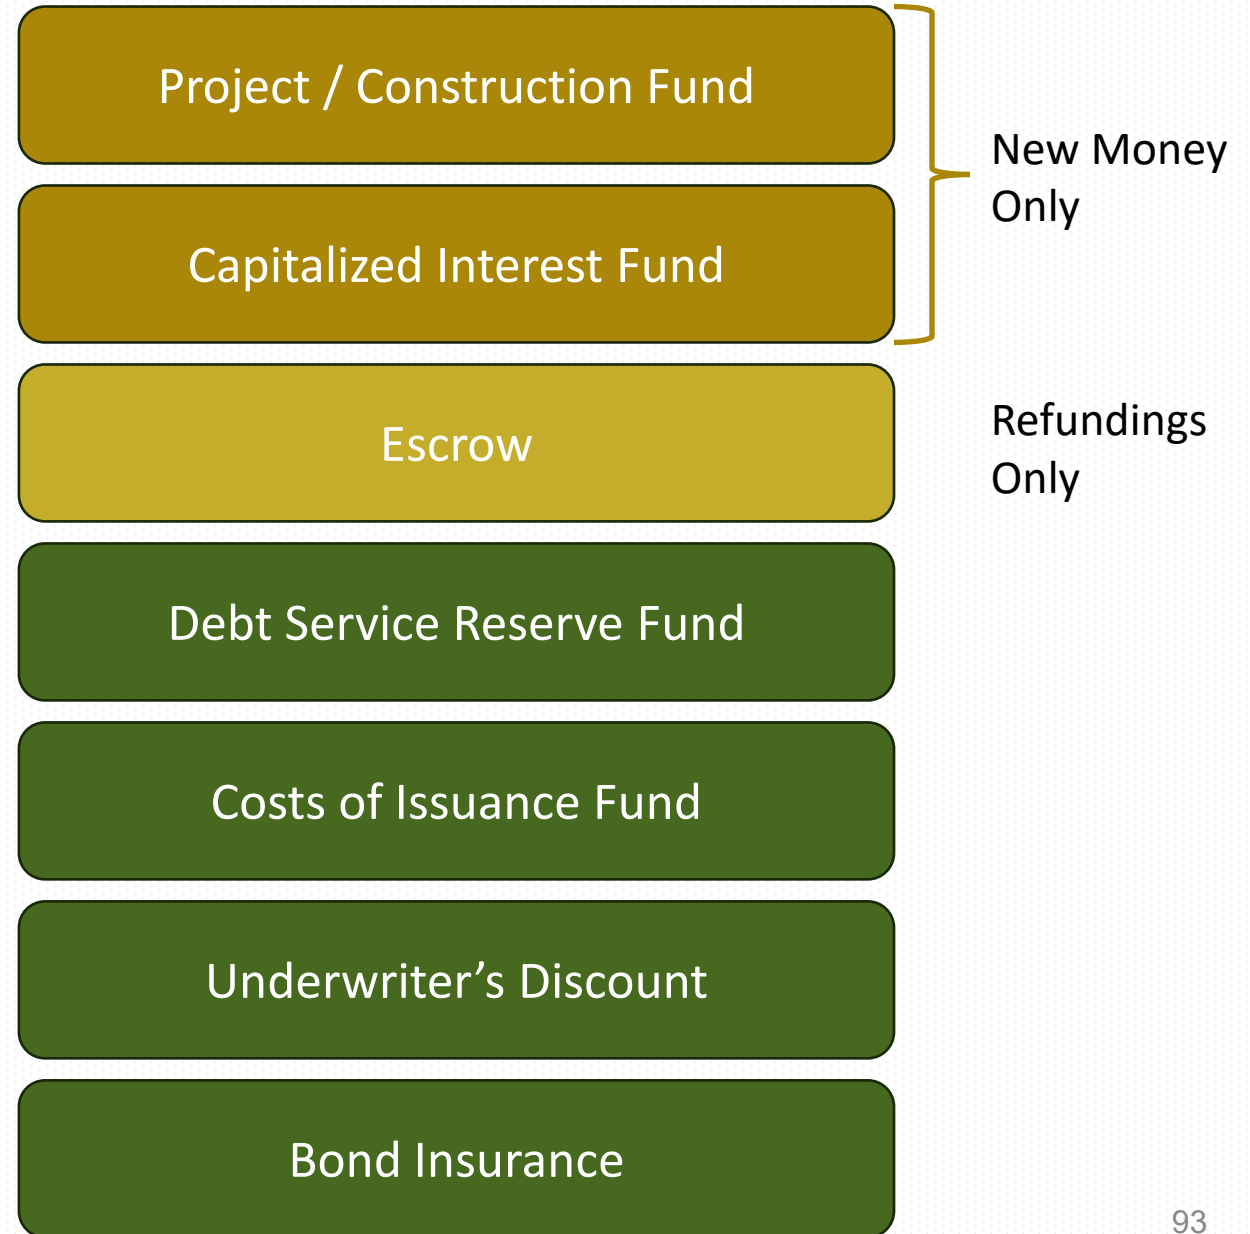 Project / Construction Fund
Capitalized Interest Fund
New Money
Only
Escrow
Refundings
Only
Debt Service Reserve Fund
Costs of Issuance Fund
Underwriter’s Discount
Bond Insurance
93